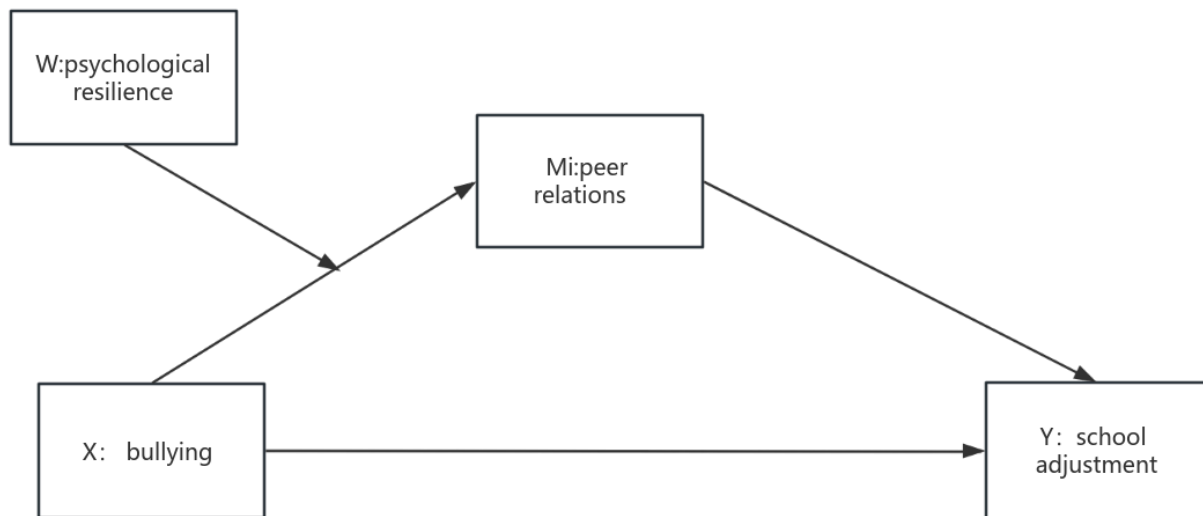 W:psychological
resilience
Mi:peer
relations
X： bullying
Y：school
adjustment